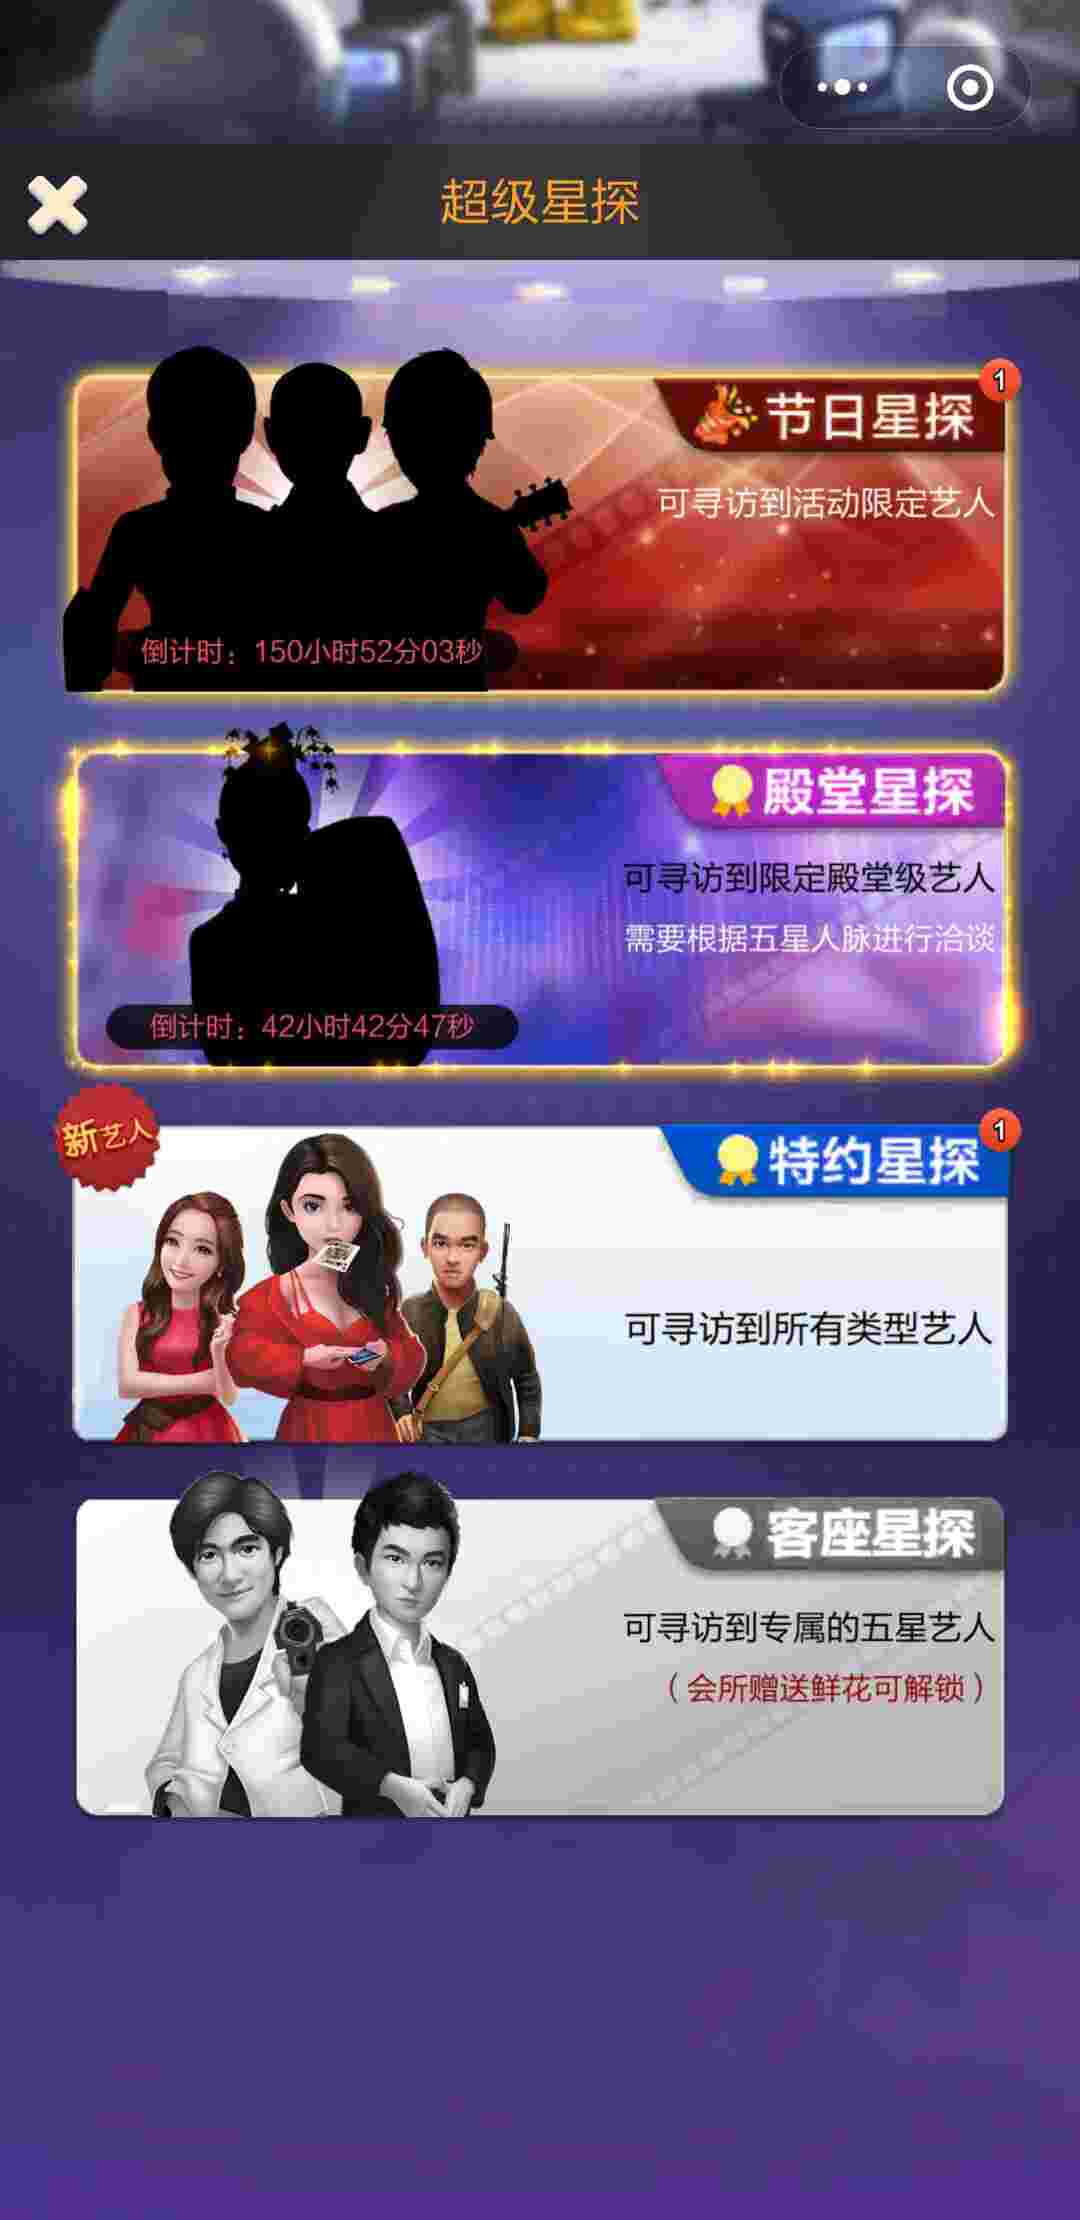 超级星探
1
节日星探
可寻访到活动限定艺人
倒计时：150小时52分03秒
殿堂星探
可寻访到限定殿堂级艺人
需要根据五星人脉进行洽谈
倒计时：42小时42分47秒
新艺人
1
特约星探
可寻访到所有类型艺人
客座星探
可寻访到专属的五星艺人
（会所赠送鲜花可解锁）